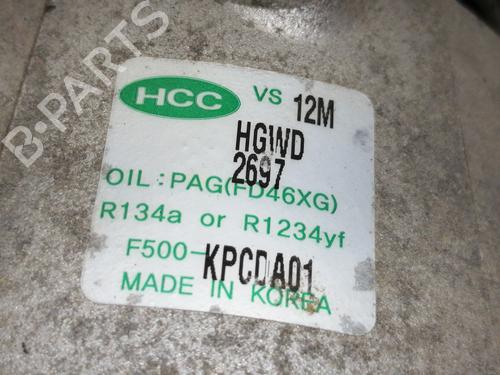 B-PARTS
HCC VS 12M
HGWD
2697
OIL : PAG(FD46XG)
R134a or R1234yf
F500-KPCDA01
MADE IN KOREA